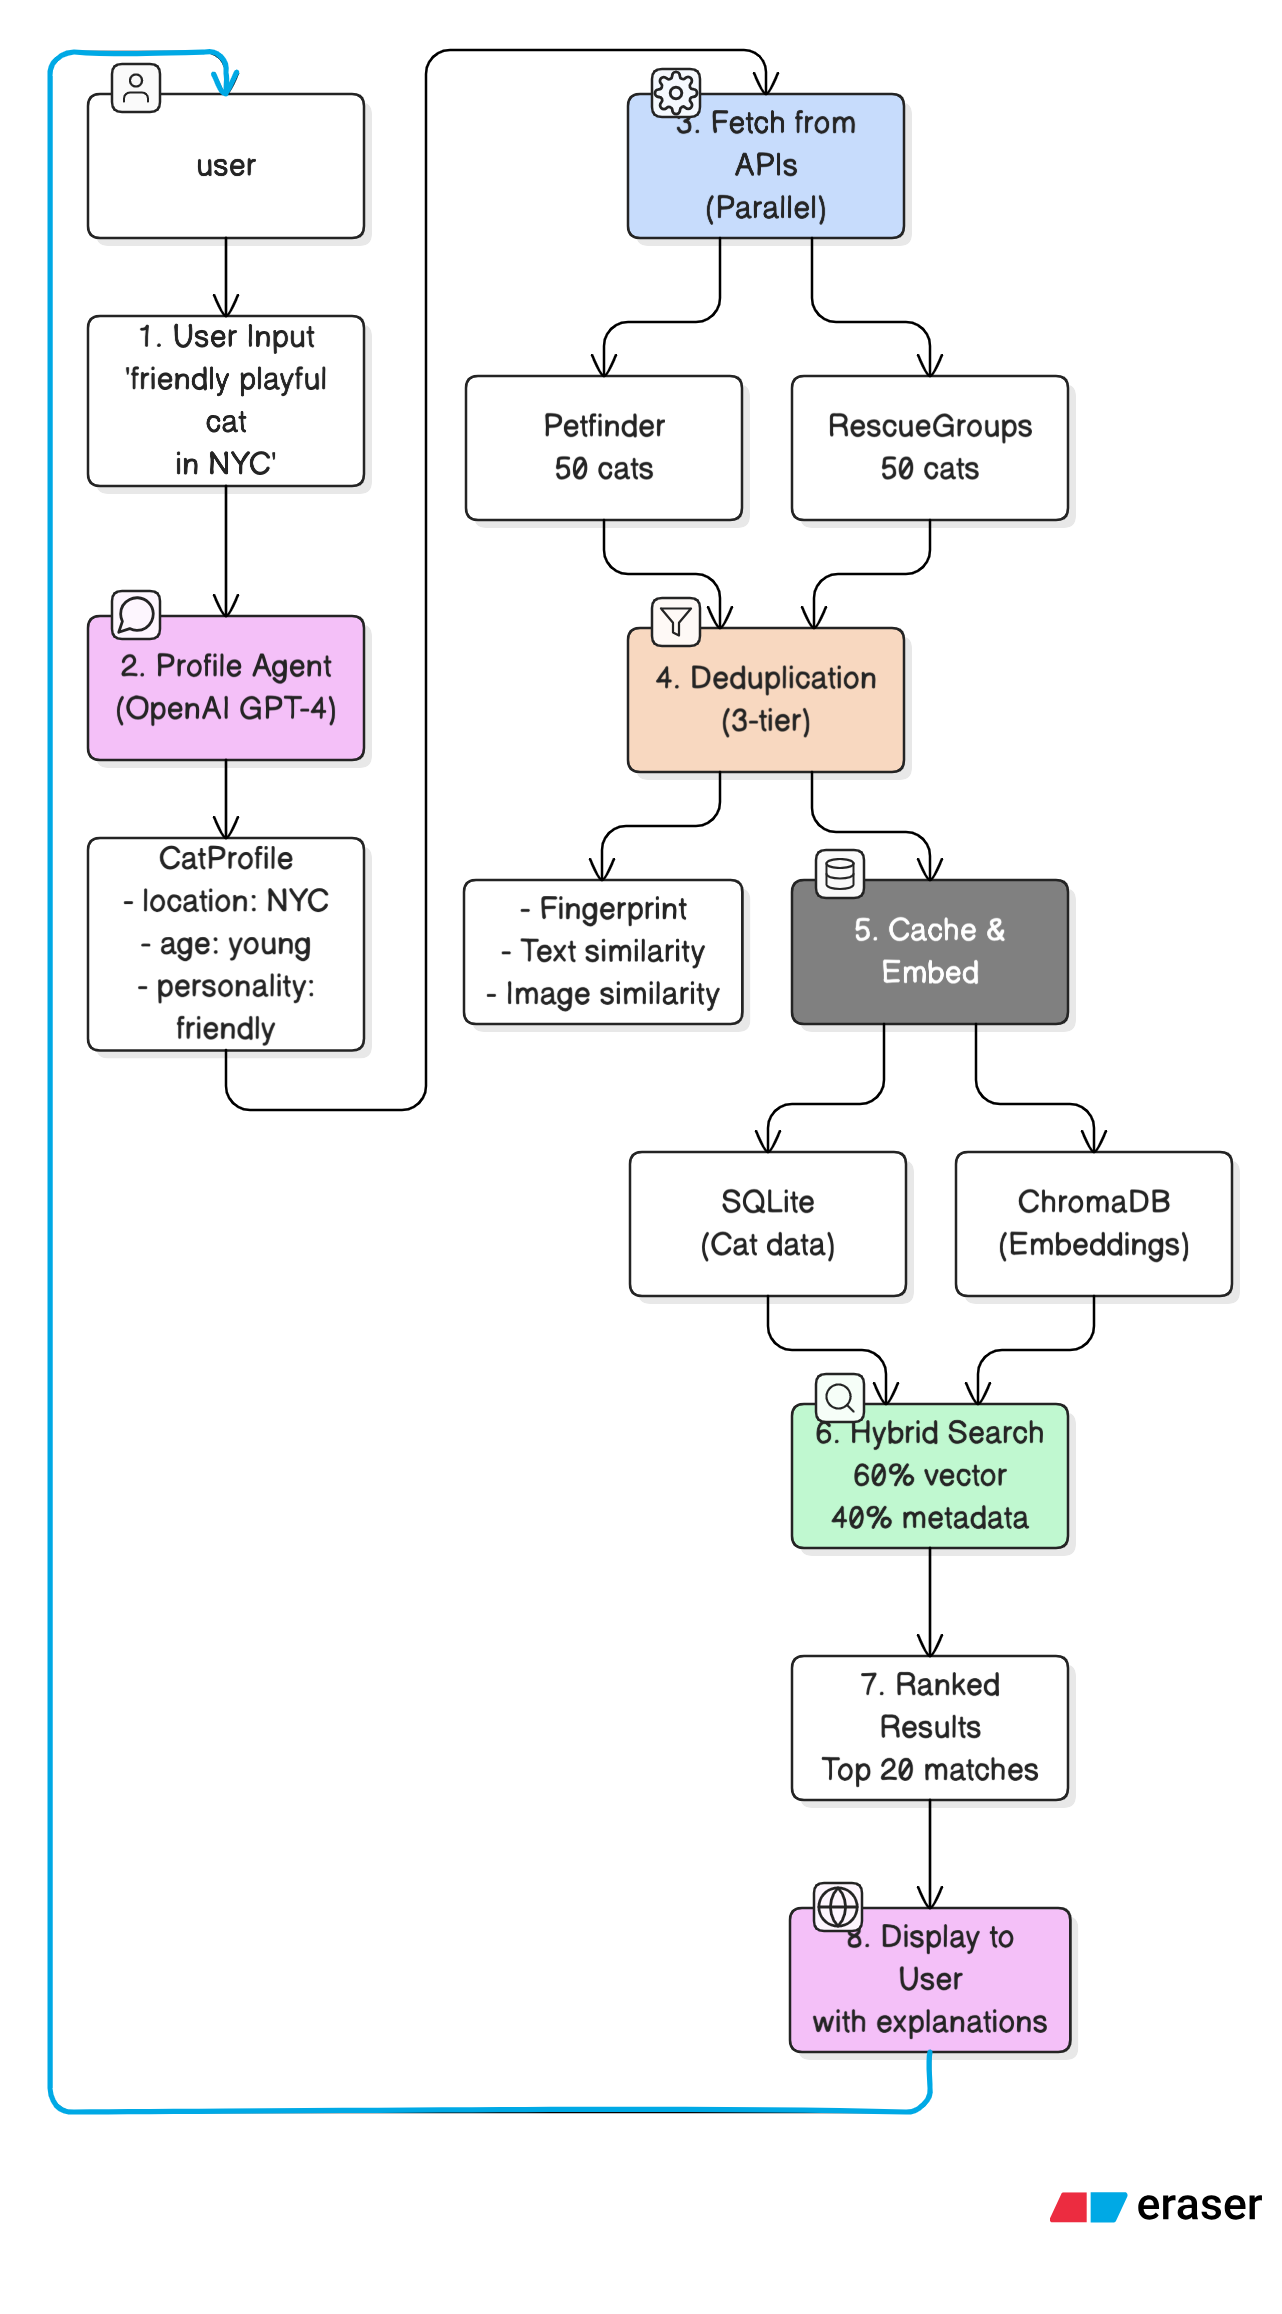 user
1. User Input
'friendly playful
cat
in NYC'
2. Profile Agent
(OpenAI GPT-4)
CatProfile
- location: NYC
- age: young
- personality:
friendly
3. Fetch from
APIs
(Parallel)
Petfinder
50 cats
RescueGroups
50 cats
4. Deduplication
(3-tier)
- Fingerprint
- Text similarity
- Image similarity
5. Cache &
Embed
SQLite
(Cat data)
ChromaDB
(Embeddings)
6. Hybrid Search
60% vector
40% metadata
7. Ranked
Results
Top 20 matches
8. Display to
User
with explanations
eraser